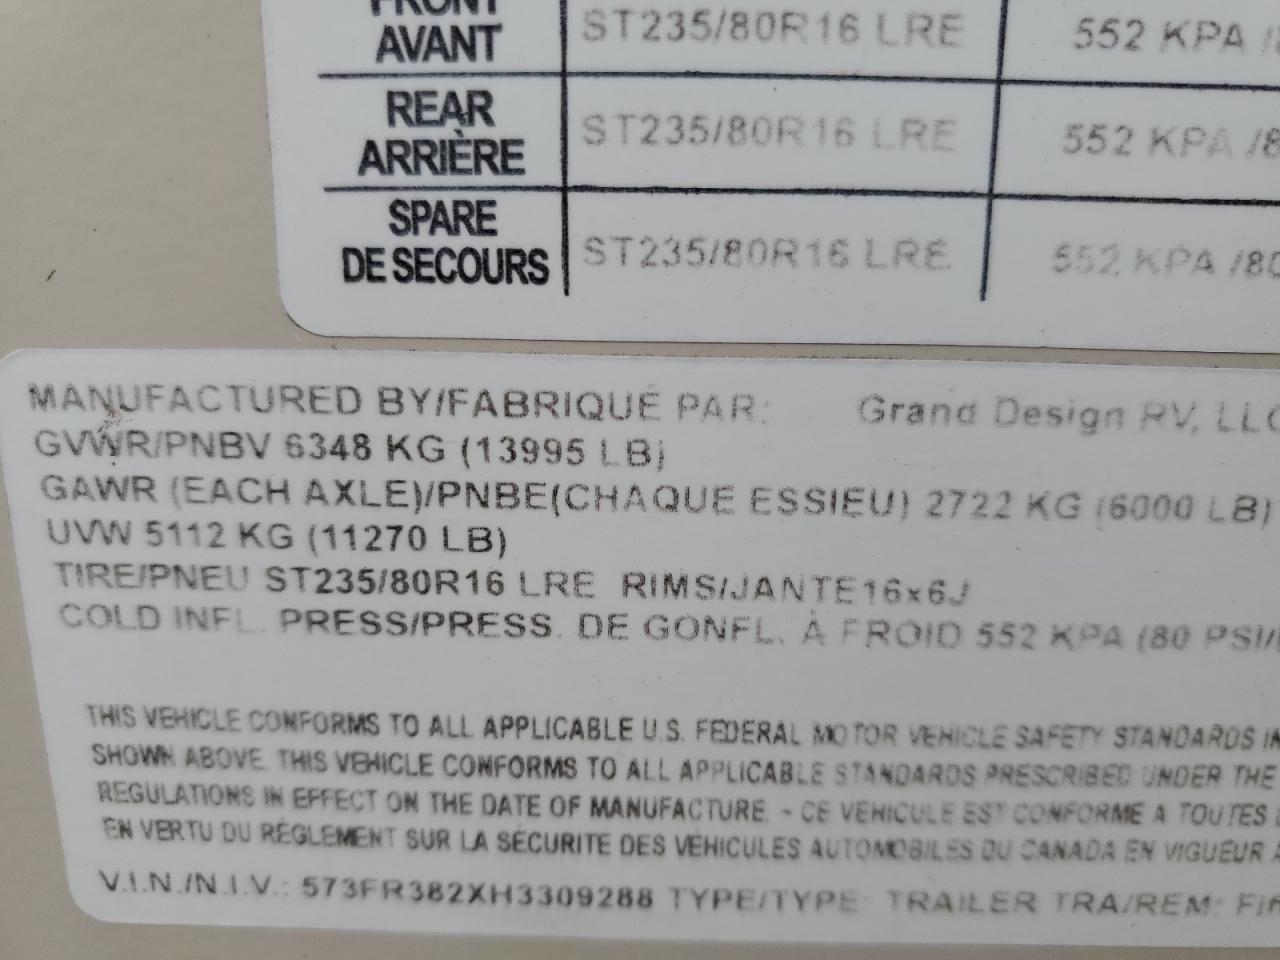 FRONT
AVANT ST235/80R16 LRE 552 KPA
REAR
ARRIÈRE ST235/80R16 LRE 552 KPA /8
SPARE
DE SECOURS ST235/80R16 LRE 552 KPA /80
MANUFACTURED BY/FABRIQUÉ PAR: Grand Design RV, LLC
GVWR/PNBV 6348 KG (13995 LB)
GAWR (EACH AXLE)/PNBE(CHAQUE ESSIEU) 2722 KG (6000 LB)
UVW 5112 KG (11270 LB)
TIRE/PNEU ST235/80R16 LRE RIMS/JANTE16x6J
COLD INFL. PRESS/PRESS. DE GONFL. À FROID 552 KPA (80 PSI/
THIS VEHICLE CONFORMS TO ALL APPLICABLE U.S. FEDERAL MOTOR VEHICLE SAFETY STANDARDS IN
SHOWN ABOVE. THIS VEHICLE CONFORMS TO ALL APPLICABLE STANDARDS PRESCRIBED UNDER THE
REGULATIONS IN EFFECT ON THE DATE OF MANUFACTURE. - CE VÉHICULE EST CONFORME A TOUTES
EN VERTU DU RÈGLEMENT SUR LA SÉCURITÉ DES VÉHICULES AUTOMOBILES DU CANADA EN VIGUEUR
V.I.N./N.I.V.: 573FR382XH3309288 TYPE/TYPE: TRAILER TRA/REM: Fif